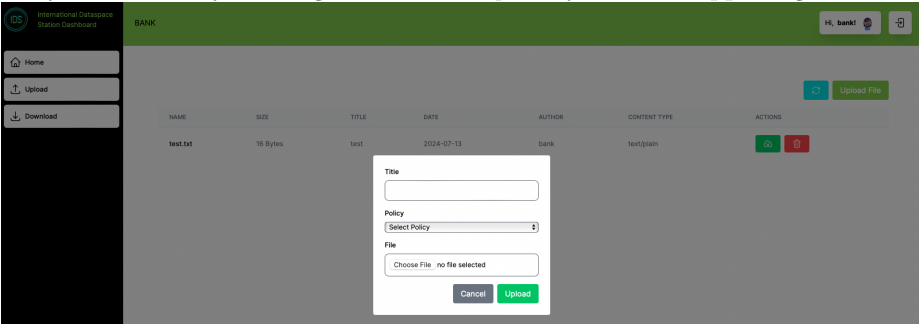 IDS
International Dataspace
Station Dashboard
BANK
Hi, bank!
Home
Upload
Download
Upload File
NAME SIZE TITLE DATE AUTHOR CONTENT TYPE ACTIONS
test.txt 16 Bytes test 2024-07-13 bank text/plain
Title
Policy
Select Policy
File
Choose File no file selected
Cancel Upload